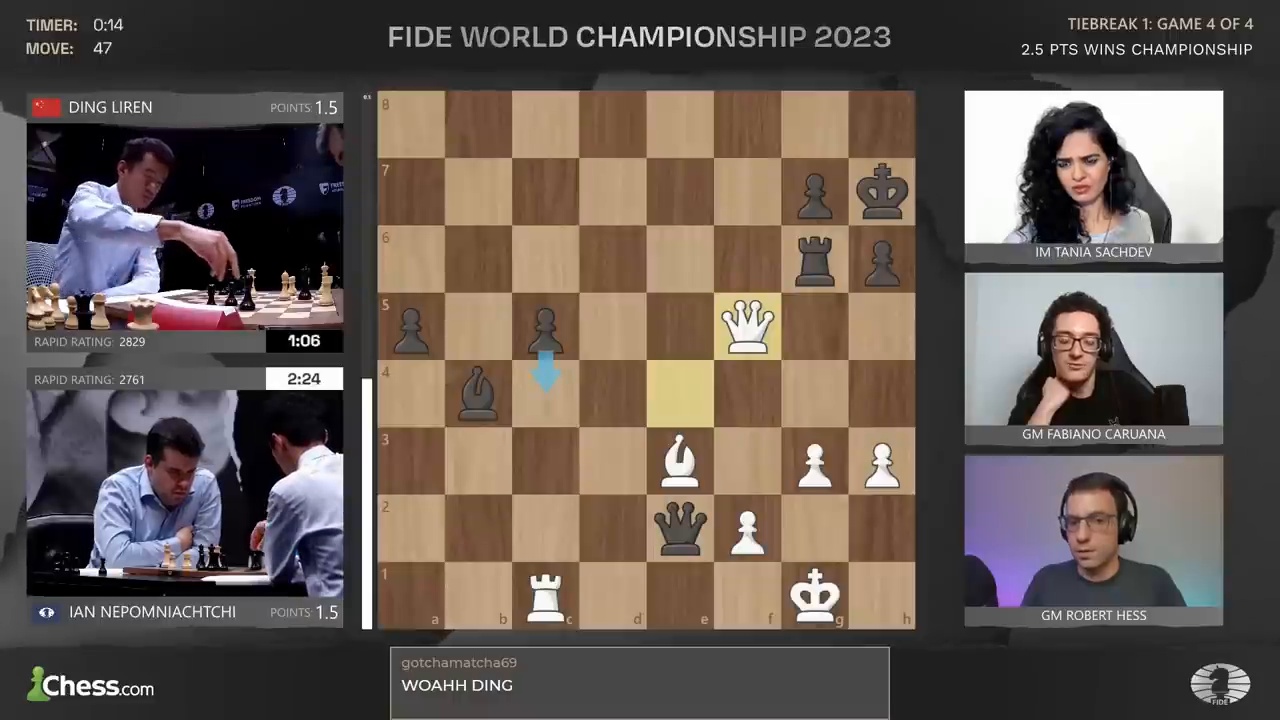 TIMER: 0:14
MOVE: 47
FIDE WORLD CHAMPIONSHIP 2023
TIEBREAK 1: GAME 4 OF 4
2.5 PTS WINS CHAMPIONSHIP
DING LIREN POINTS 1.5
RAPID RATING: 2829 1:06
RAPID RATING: 2761 2:24
IAN NEPOMNIACHTCHI POINTS 1.5
8
7
6
5
4
3
2
1
a b c d e f g h
IM TANIA SACHDEV
GM FABIANO CARUANA
GM ROBERT HESS
gotchamatcha69
WOAHH DING
Chess.com
FIDE